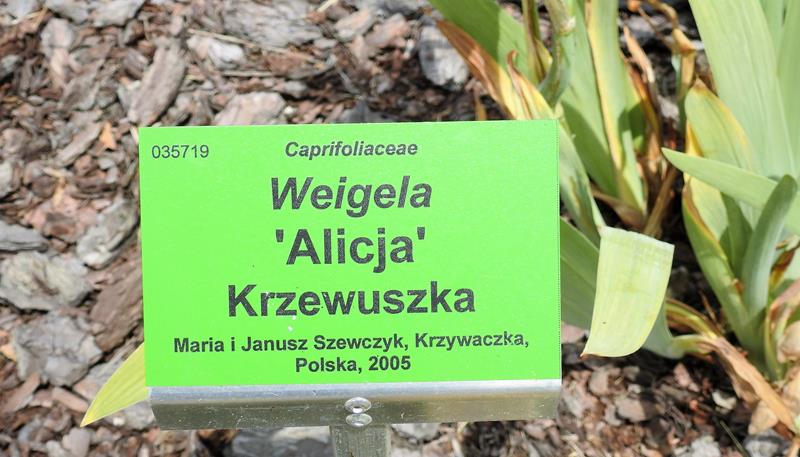 035719 Caprifoliaceae
Weigela
'Alicja'
Krzewuszka
Maria i Janusz Szewczyk, Krzywaczka,
Polska, 2005